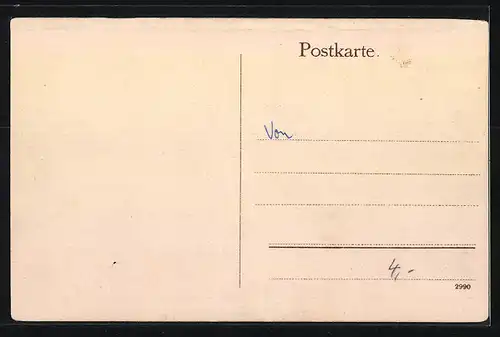 Postkarte.
Von
4,-
2990